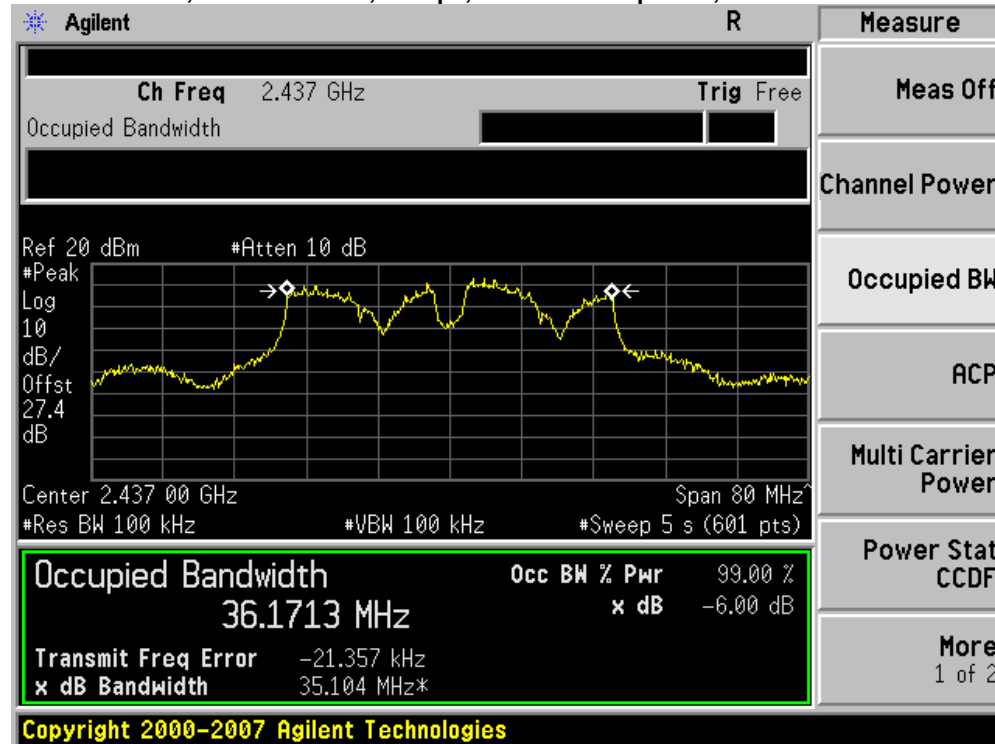 Agilent R Measure
Ch Freq 2.437 GHz Trig Free
Meas Off
Occupied Bandwidth
Channel Power
Ref 20 dBm #Atten 10 dB
#Peak
Log
10
dB/
Offst
27.4
dB
Occupied BW
ACP
Multi Carrier
Power
Center 2.437 00 GHz Span 80 MHz^
#Res BW 100 kHz #VBW 100 kHz #Sweep 5 s (601 pts)
Power Stat
CCDF
Occupied Bandwidth Occ BW % Pwr 99.00 %
36.1713 MHz x dB -6.00 dB
Transmit Freq Error -21.357 kHz
x dB Bandwidth 35.104 MHz*
More
1 of 2
Copyright 2000-2007 Agilent Technologies